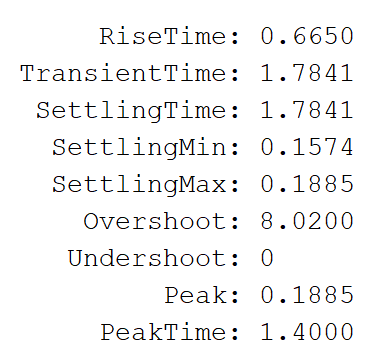 RiseTime: 0.6650
TransientTime: 1.7841
SettlingTime: 1.7841
SettlingMin: 0.1574
SettlingMax: 0.1885
Overshoot: 8.0200
Undershoot: 0
Peak: 0.1885
PeakTime: 1.4000